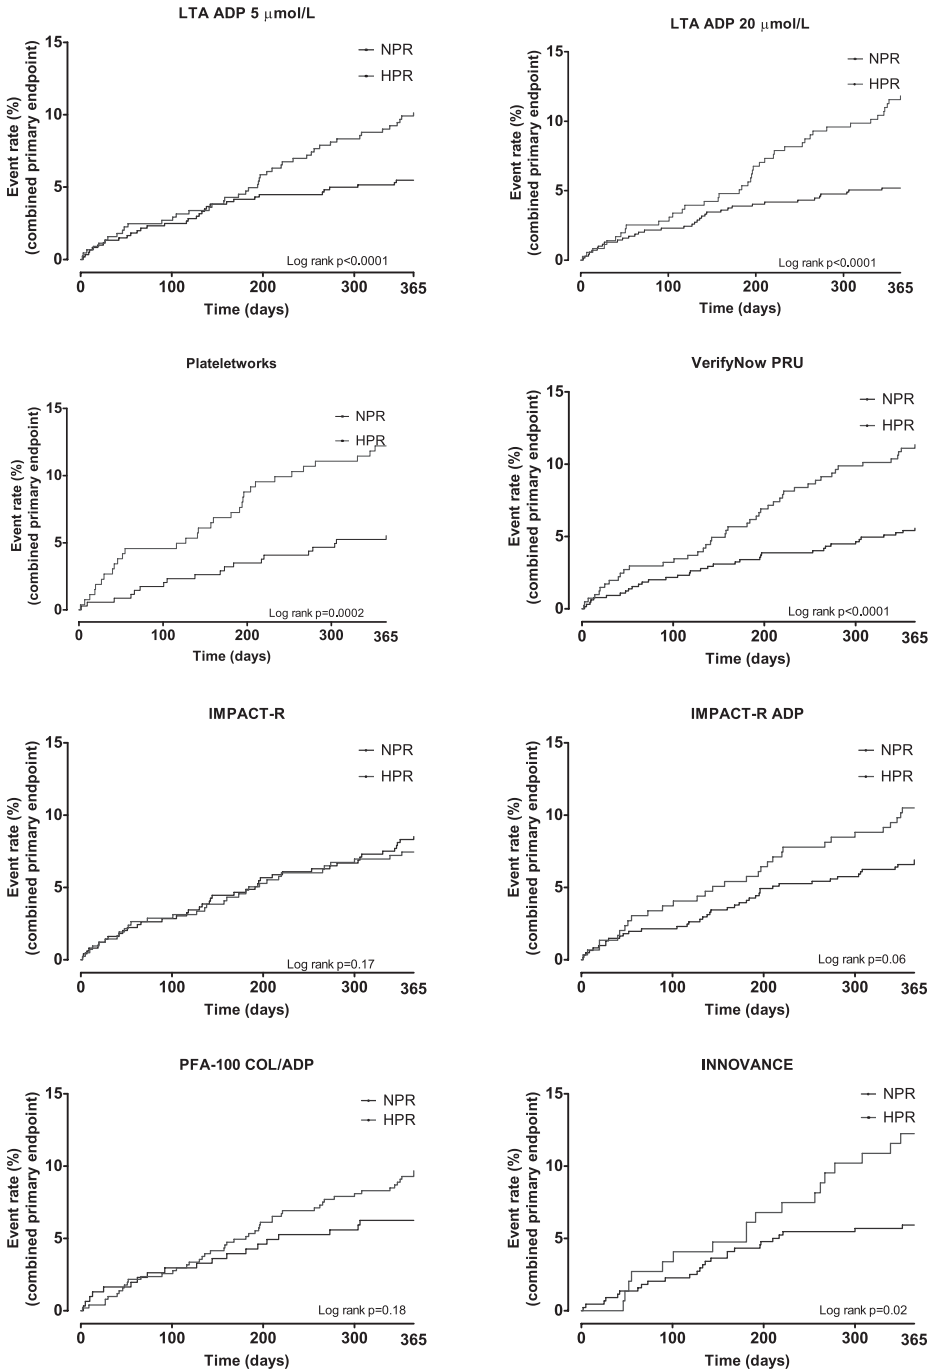 LTA ADP 5 μmol/L
Event rate (%)
(combined primary endpoint)
15
10
5
0
NPR
HPR
Log rank p<0.0001
0 100 200 300 365
Time (days)
LTA ADP 20 μmol/L
Event rate (%)
(combined primary endpoint)
15
10
5
0
NPR
HPR
Log rank p<0.0001
0 100 200 300 365
Time (days)
Plateletworks
Event rate (%)
(combined primary endpoint)
15
10
5
0
NPR
HPR
Log rank p=0.0002
0 100 200 300 365
Time (days)
VerifyNow PRU
Event rate (%)
(combined primary endpoint)
15
10
5
0
NPR
HPR
Log rank p<0.0001
0 100 200 300 365
Time (days)
IMPACT-R
Event rate (%)
(combined primary endpoint)
15
10
5
0
NPR
HPR
Log rank p=0.17
0 100 200 300 365
Time (days)
IMPACT-R ADP
Event rate (%)
(combined primary endpoint)
15
10
5
0
NPR
HPR
Log rank p=0.06
0 100 200 300 365
Time (days)
PFA-100 COL/ADP
Event rate (%)
(combined primary endpoint)
15
10
5
0
NPR
HPR
Log rank p=0.18
0 100 200 300 365
Time (days)
INNOVANCE
Event rate (%)
(combined primary endpoint)
15
10
5
0
NPR
HPR
Log rank p=0.02
0 100 200 300 365
Time (days)